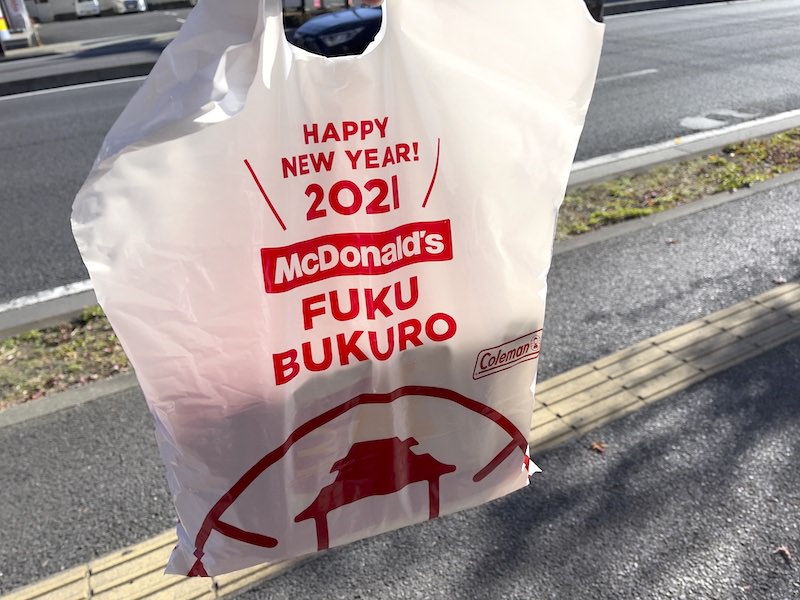 HAPPY
NEW YEAR!
2021
McDonald's
FUKU
BUKURO
Coleman